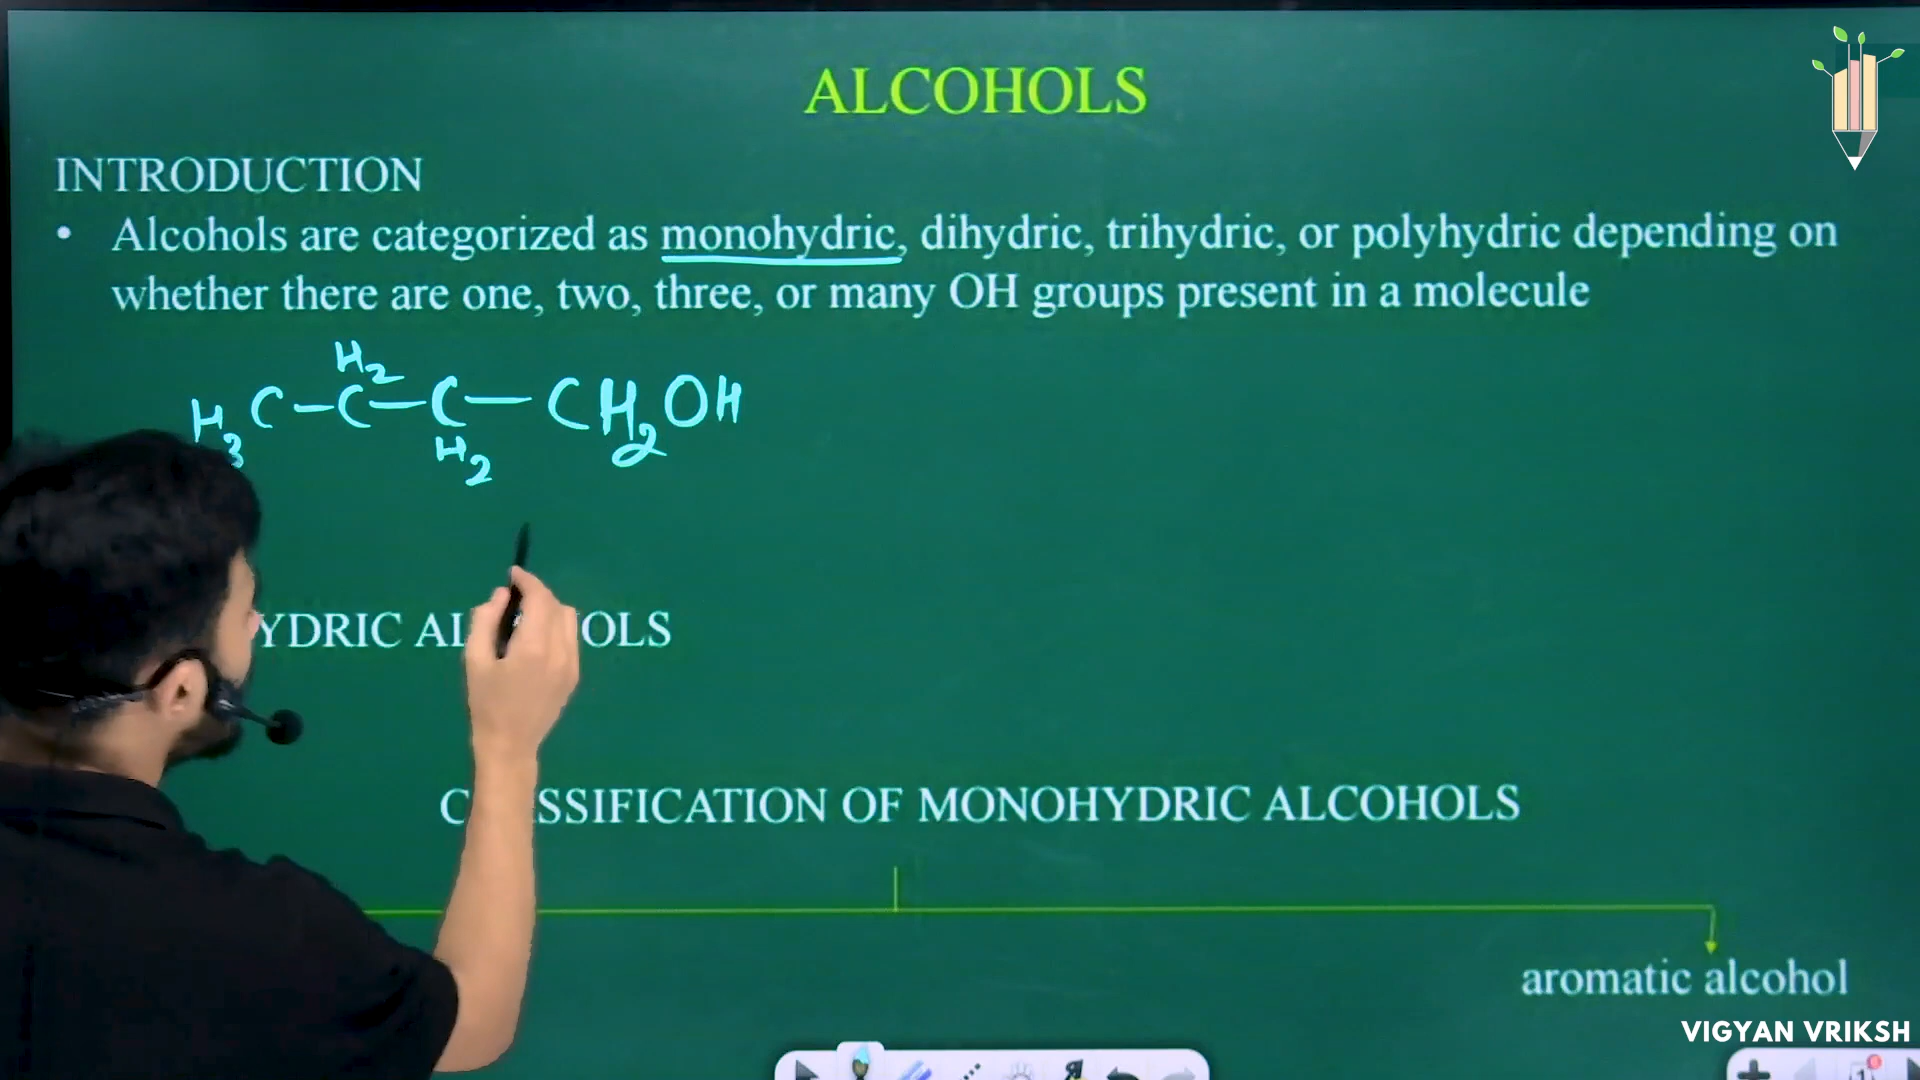 ALCOHOLS
INTRODUCTION
• Alcohols are categorized as monohydric, dihydric, trihydric, or polyhydric depending on
whether there are one, two, three, or many OH groups present in a molecule
H₃C–C–C–CH₂OH
H₂
H₂
YDRIC AL OLS
C SSIFICATION OF MONOHYDRIC ALCOHOLS
aromatic alcohol
VIGYAN VRIKSH